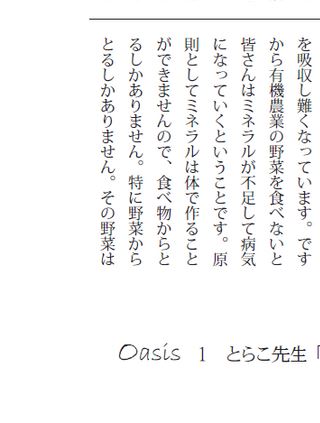 を吸収し難くなっています。です
から有機農業の野菜を食べないと
皆さんはミネラルが不足して病気
になっていくということです。原
則としてミネラルは体で作ること
ができませんので、食べ物からと
るしかありません。特に野菜から
とるしかありません。その野菜は
Oasis 1 とらこ先生「